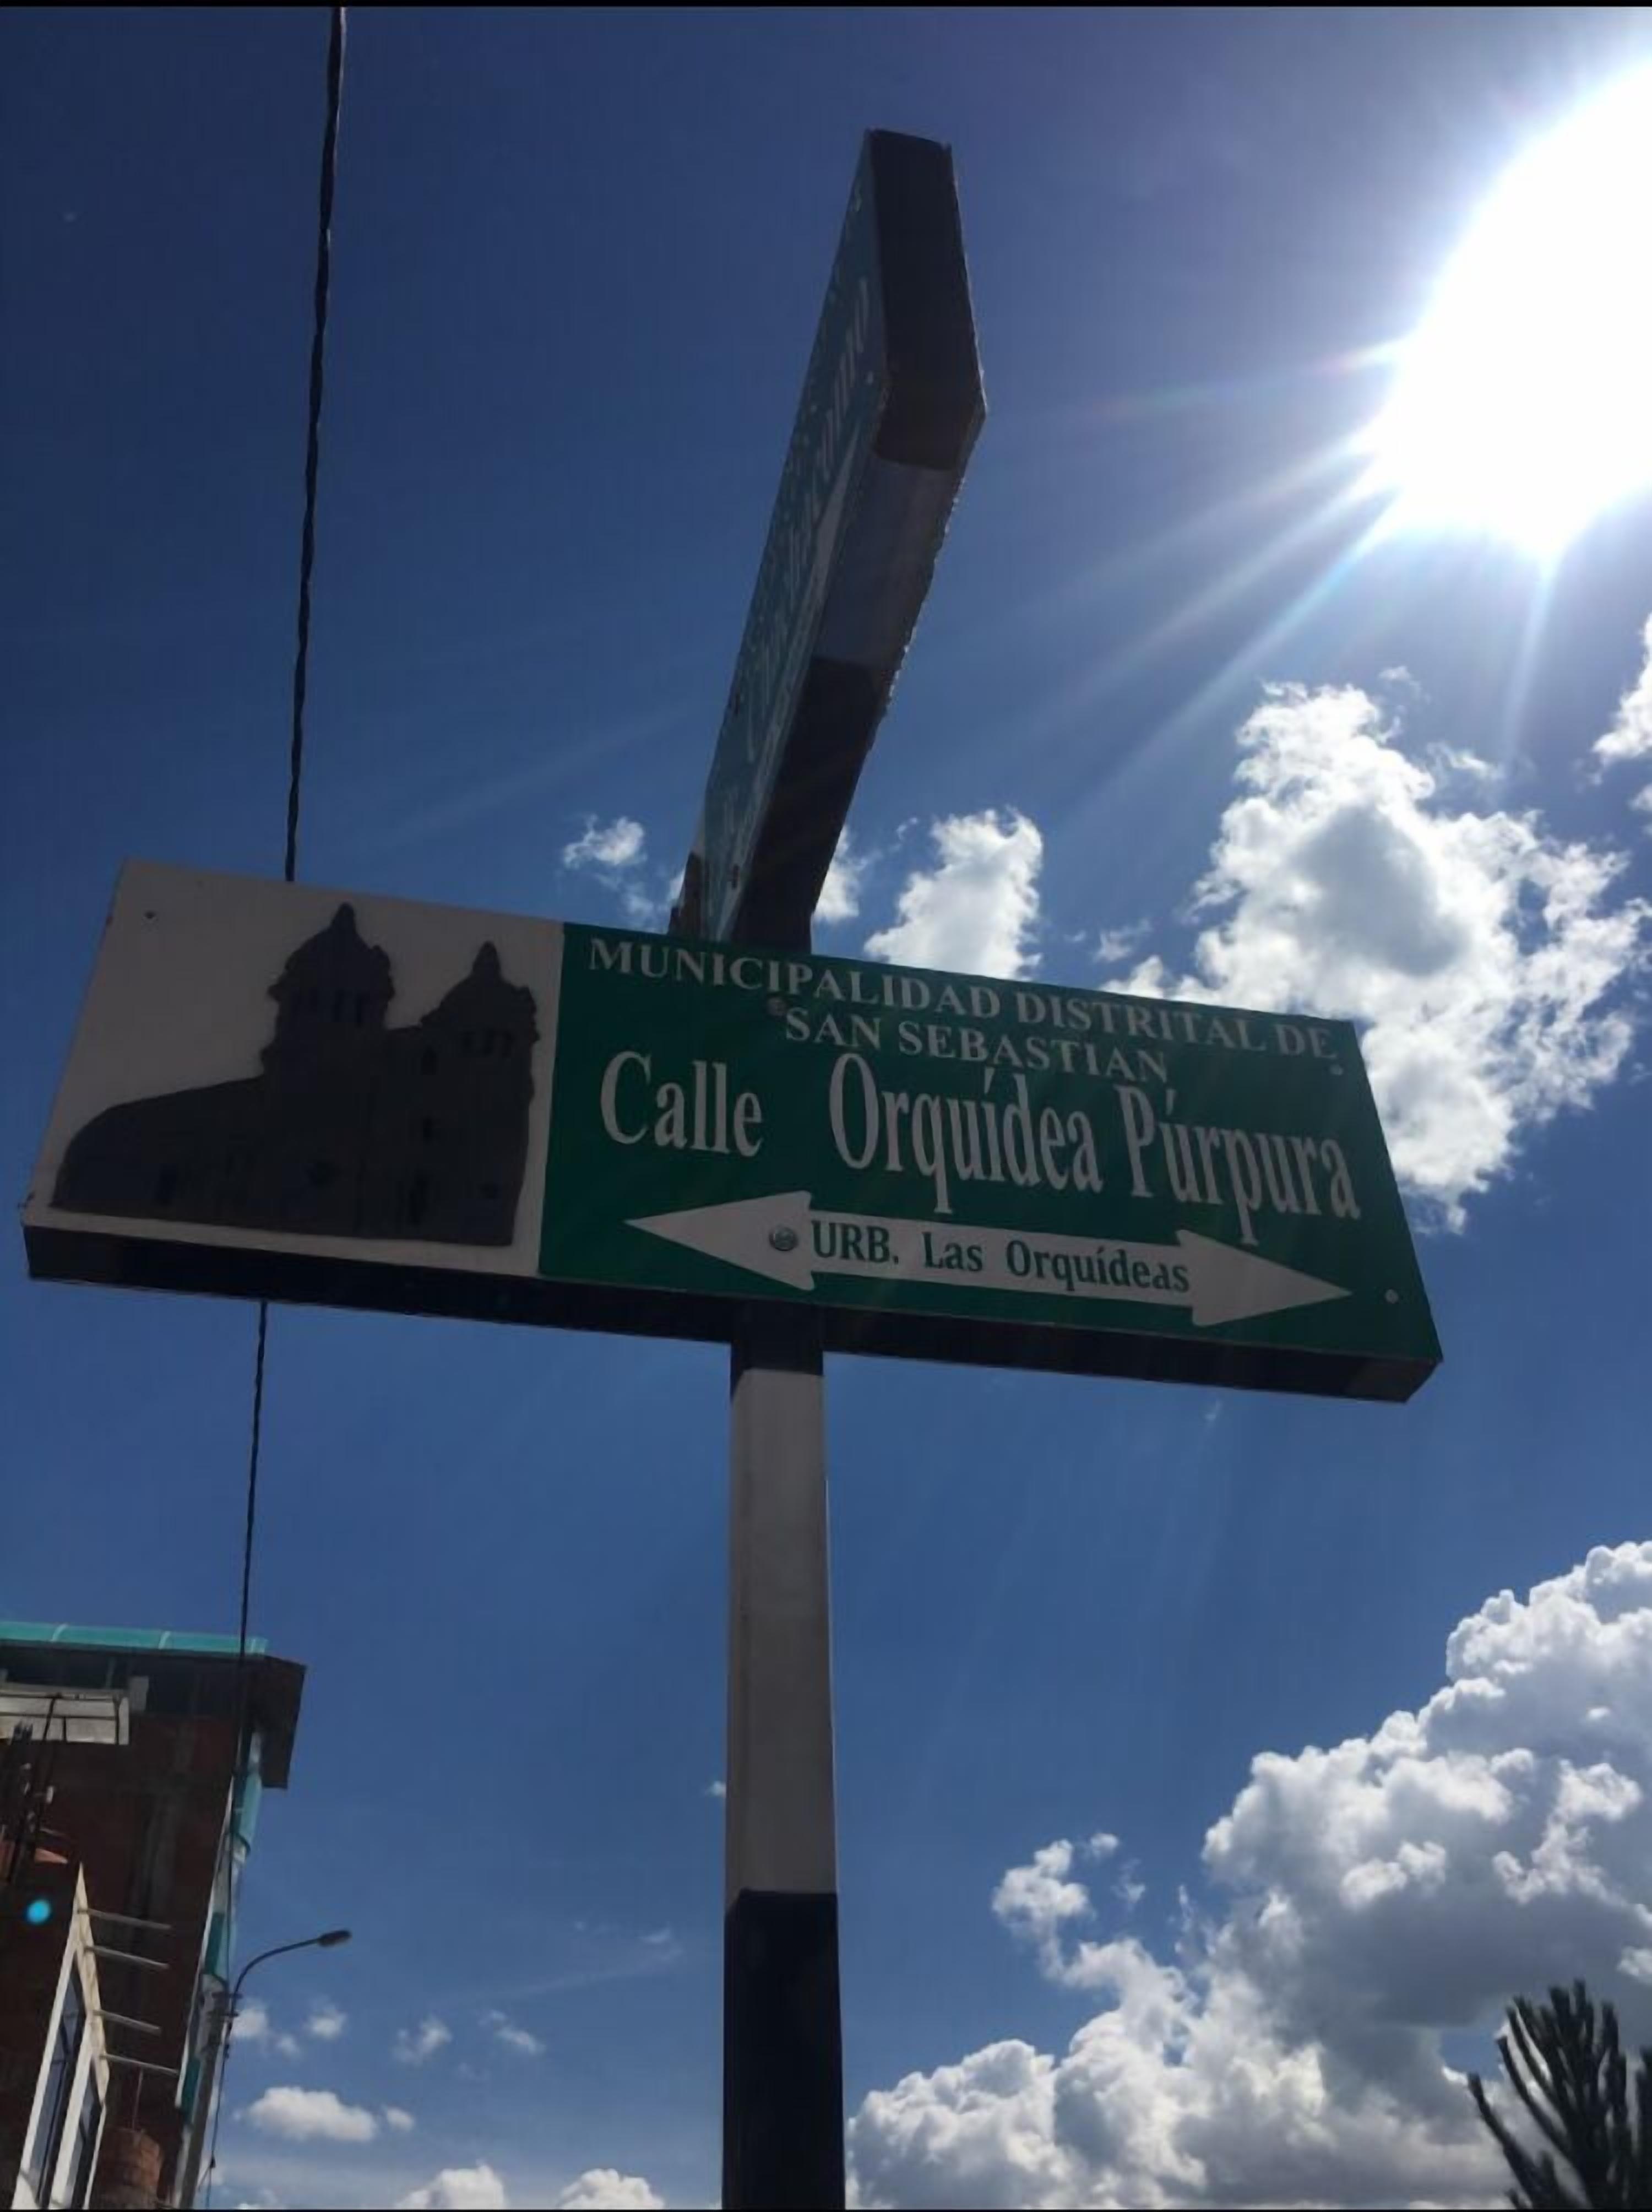 MUNICIPALIDAD DISTRITAL DE
SAN SEBASTIAN
Calle Orquídea Púrpura
URB. Las Orquídeas